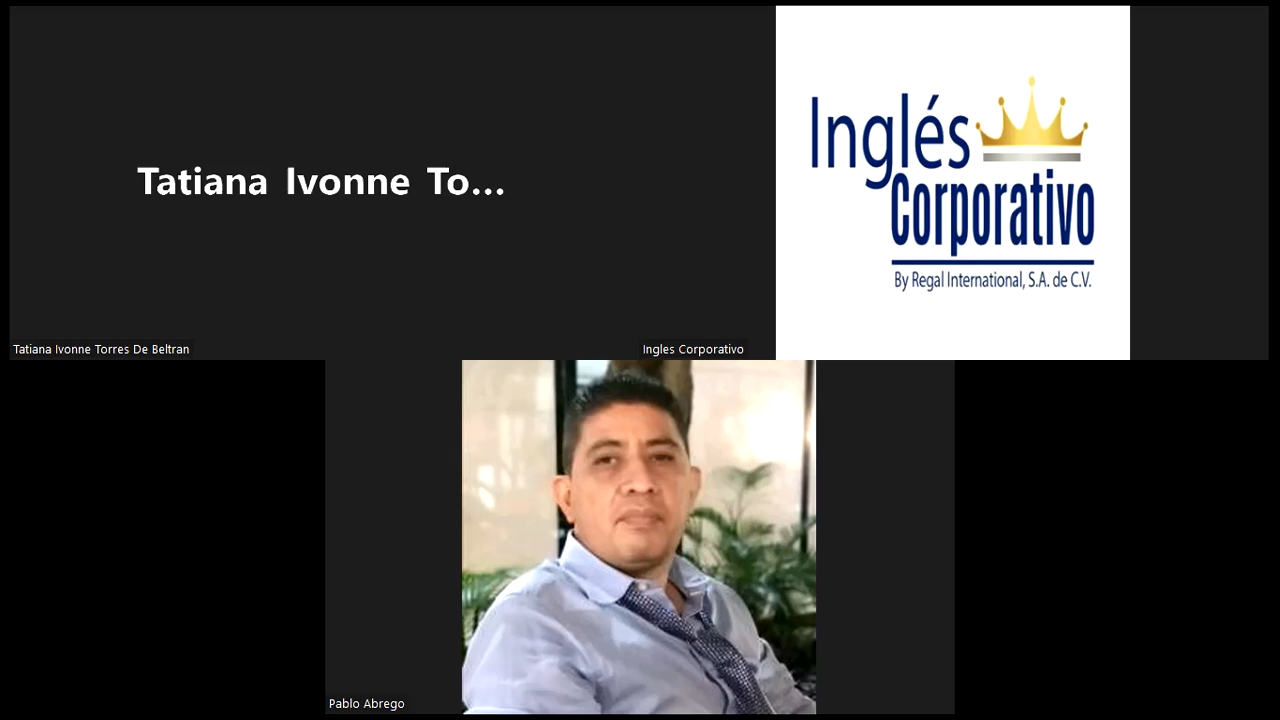 Tatiana Ivonne To...
Inglés
Corporativo
By Regal International, S.A. de C.V.
Tatiana Ivonne Torres De Beltran
Ingles Corporativo
Pablo Abrego